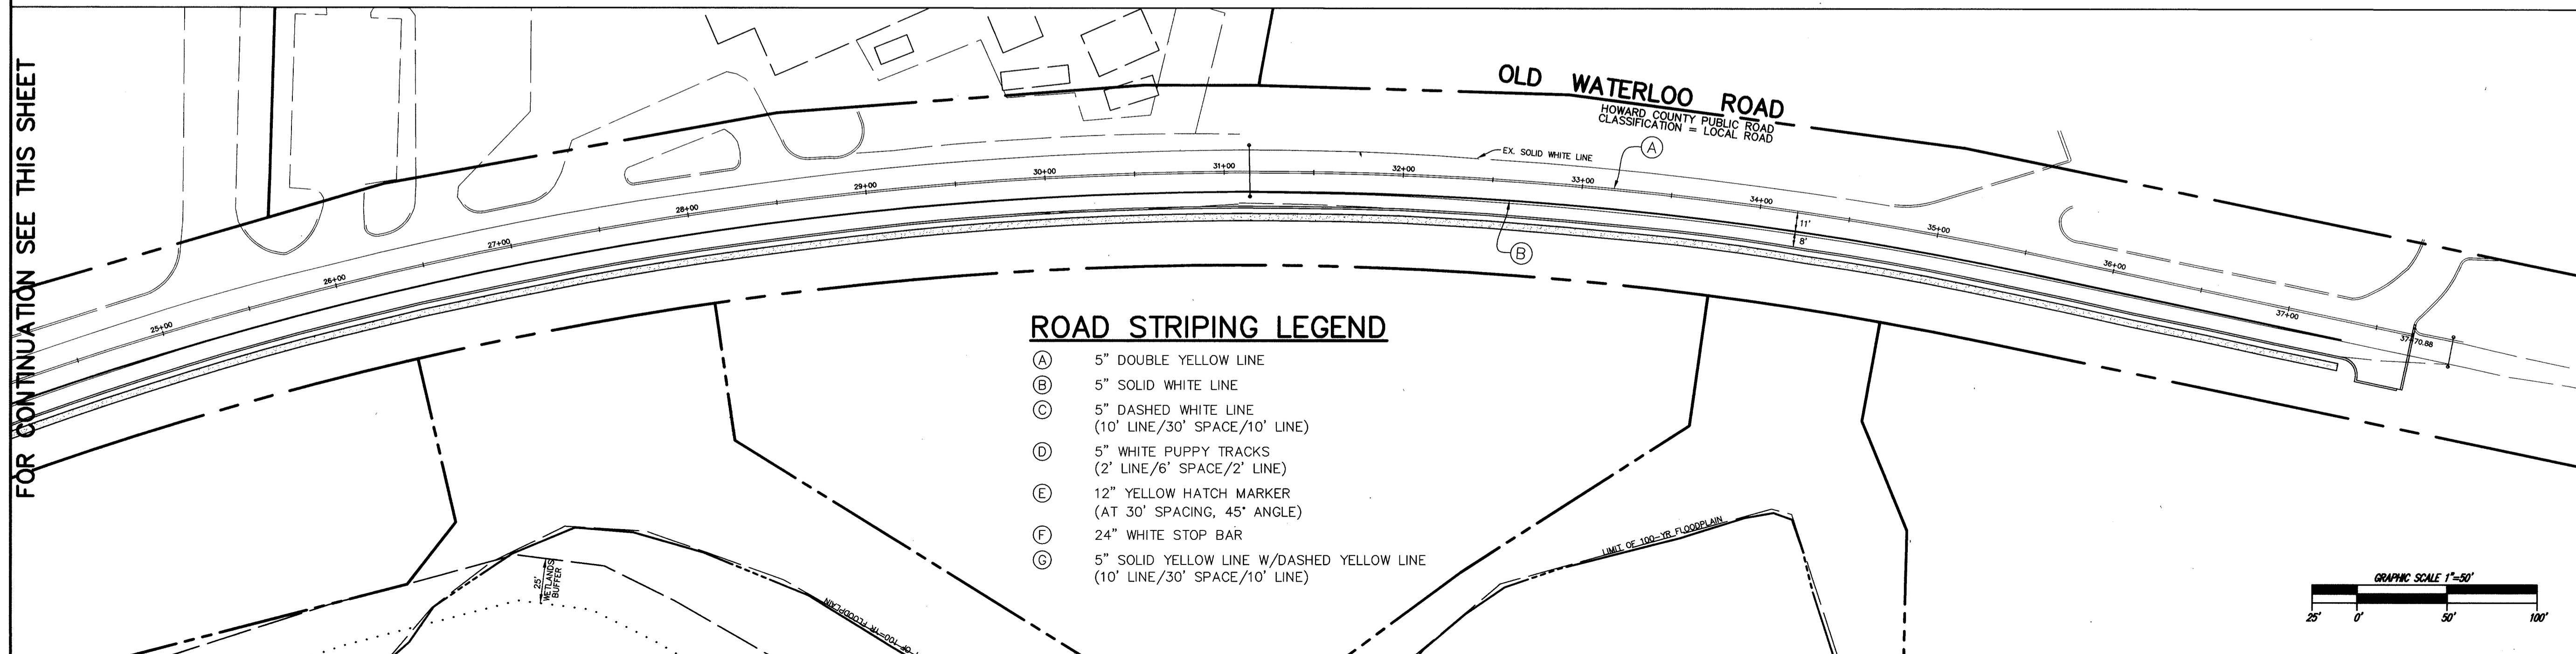 FOR CONTINUATION SEE THIS SHEET
OLD WATERLOO ROAD
HOWARD COUNTY PUBLIC ROAD
CLASSIFICATION = LOCAL ROAD
EX. SOLID WHITE LINE
A
25+00
26+00
27+00
28+00
29+00
30+00
31+00
32+00
33+00
34+00
35+00
36+00
37+00
37+70.88
11'
8'
B
ROAD STRIPING LEGEND
A 5" DOUBLE YELLOW LINE
B 5" SOLID WHITE LINE
C 5" DASHED WHITE LINE
(10' LINE/30' SPACE/10' LINE)
D 5" WHITE PUPPY TRACKS
(2' LINE/6' SPACE/2' LINE)
E 12" YELLOW HATCH MARKER
(AT 30' SPACING, 45° ANGLE)
F 24" WHITE STOP BAR
G 5" SOLID YELLOW LINE W/DASHED YELLOW LINE
(10' LINE/30' SPACE/10' LINE)
25'
WETLANDS
BUFFER
OF 100-YR FLOODPLAIN
LIMIT OF 100-YR FLOODPLAIN
GRAPHIC SCALE 1"=50'
25' 0' 50' 100'